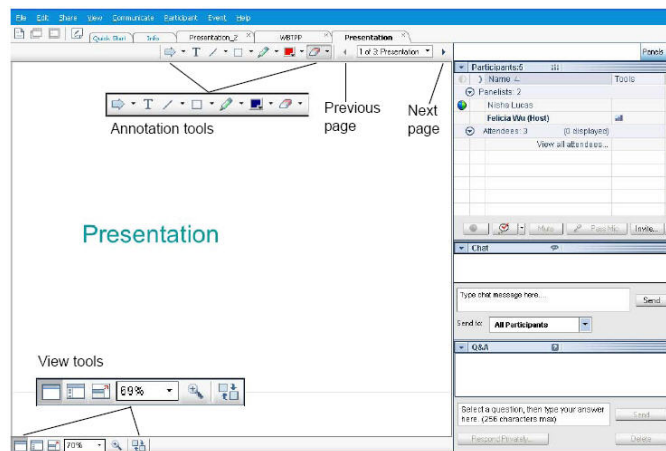 File Edit Share View Communicate Participant Event Help
Quick Start Info Presentation_2 WBTPP Presentation
1 of 3: Presentation Panels
Annotation tools
Previous page
Next page
Participants:5
Name Tools
Panelists: 2
Nisha Lucas
Felicia Wu (Host)
Attendees: 3 (0 displayed)
View all attendees...
Presentation
Mute Pass Mic Invite...
Chat
Type chat message here...
Send
Send to: All Participants
Q&A
View tools
69%
Select a question, then type your answer
here. (256 characters max)
Send
Respond Privately... Delete
70%